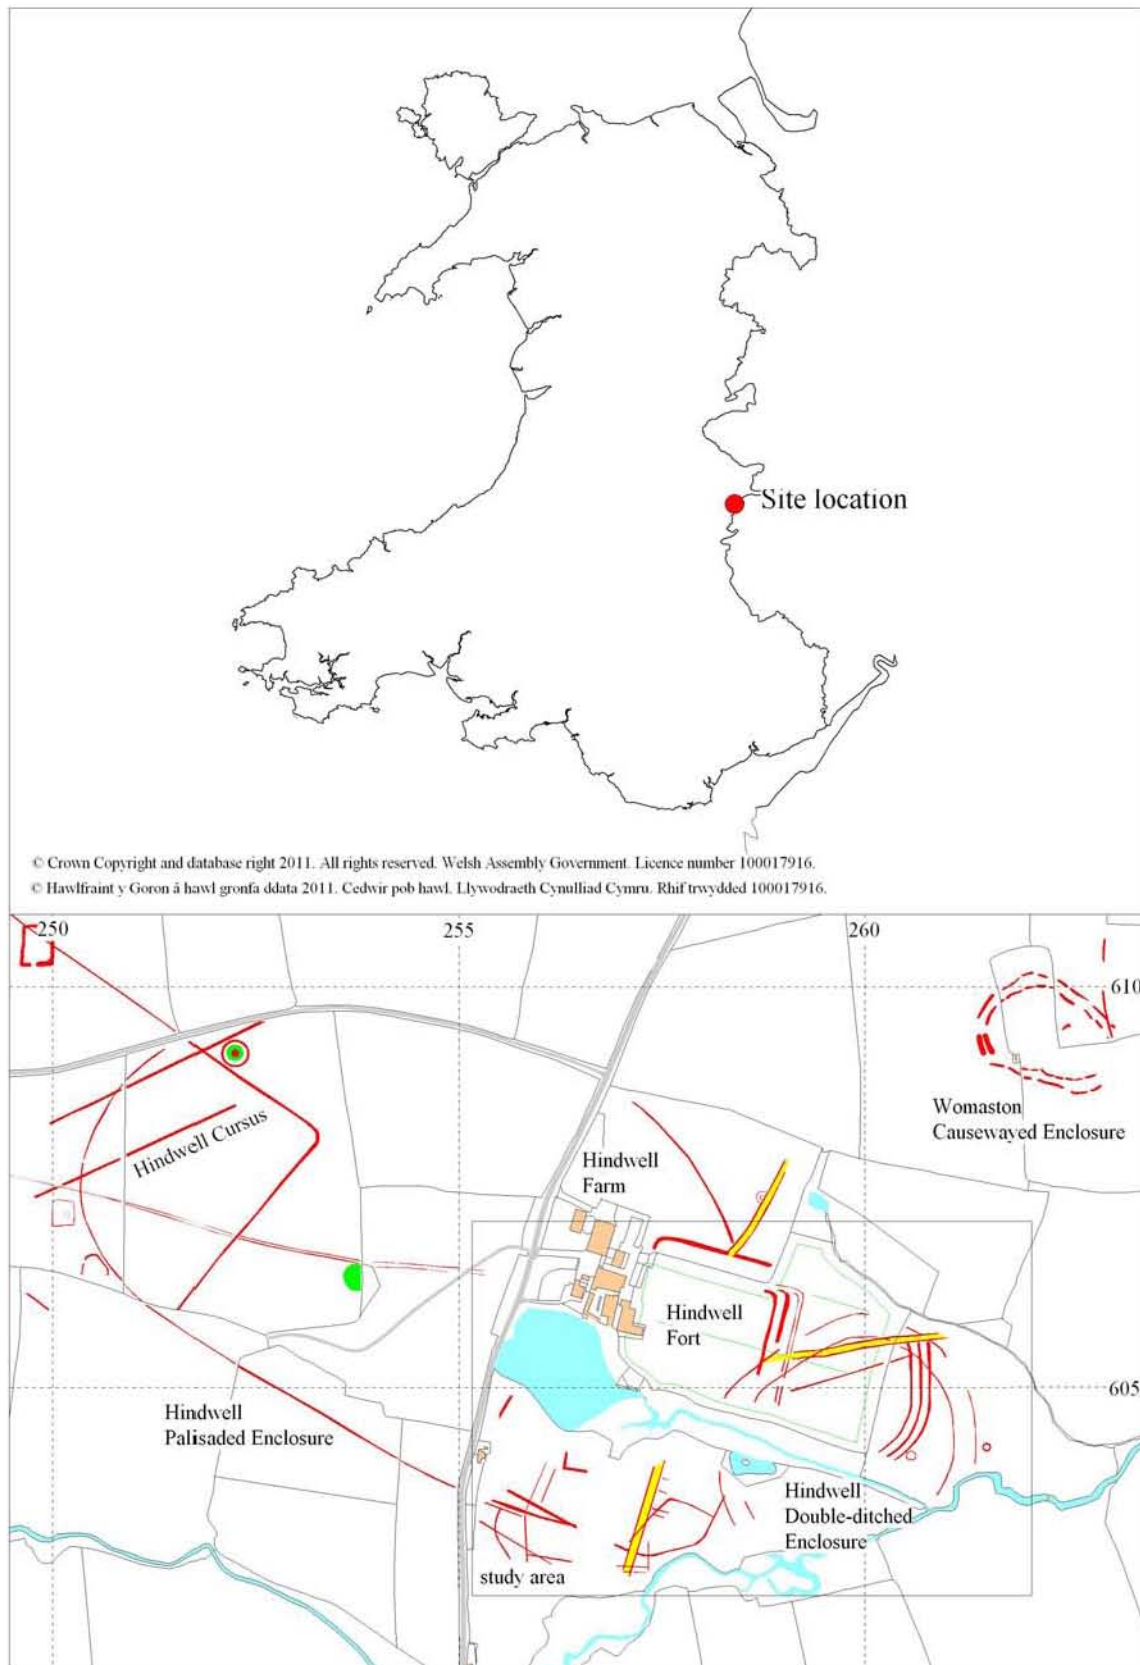 Site location
© Crown Copyright and database right 2011. All rights reserved. Welsh Assembly Government. Licence number 100017916.
© Hawlfraint y Goron â hawl gronfa ddata 2011. Cedwir pob hawl. Llywodraeth Cynulliad Cymru. Rhif trwydded 100017916.
250
255
260
610
Womaston
Causewayed Enclosure
Hindwell Cursus
Hindwell
Farm
Hindwell
Fort
605
Hindwell
Palisaded Enclosure
Hindwell
Double-ditched
Enclosure
study area